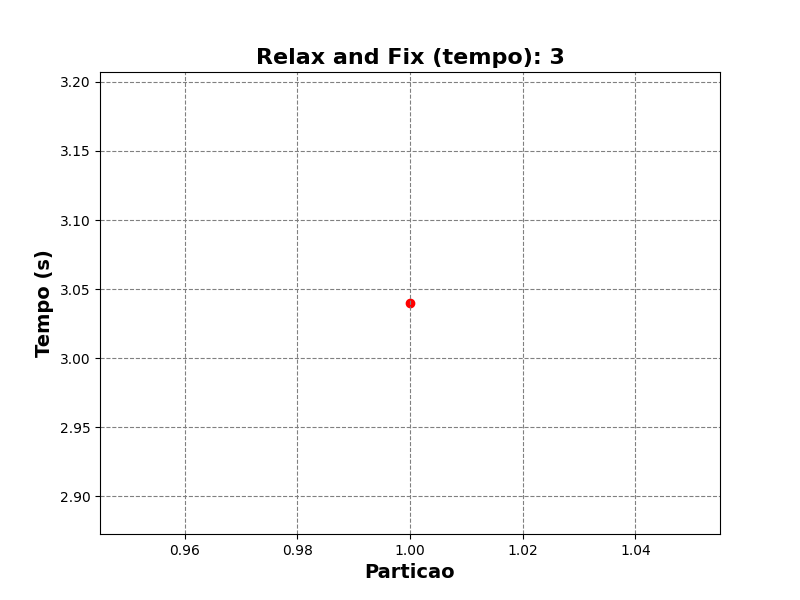 Relax and Fix (tempo): 3
3.20
3.15
3.10
3.05
3.00
2.95
2.90
Tempo (s)
0.96 0.98 1.00 1.02 1.04
Particao